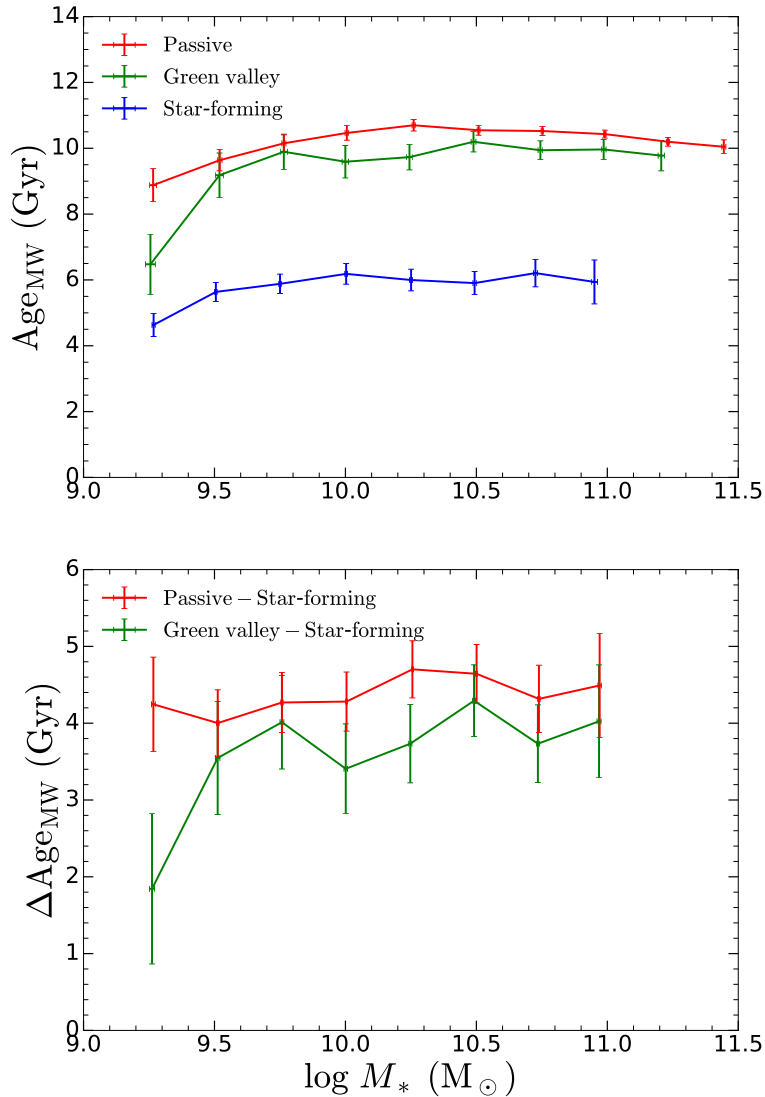 14
12
10
8
6
4
2
0
Age_MW (Gyr)
Passive
Green valley
Star-forming
9.0 9.5 10.0 10.5 11.0 11.5
6
5
4
3
2
1
0
ΔAge_MW (Gyr)
Passive − Star-forming
Green valley − Star-forming
9.0 9.5 10.0 10.5 11.0 11.5
log M_* (M_⊙)